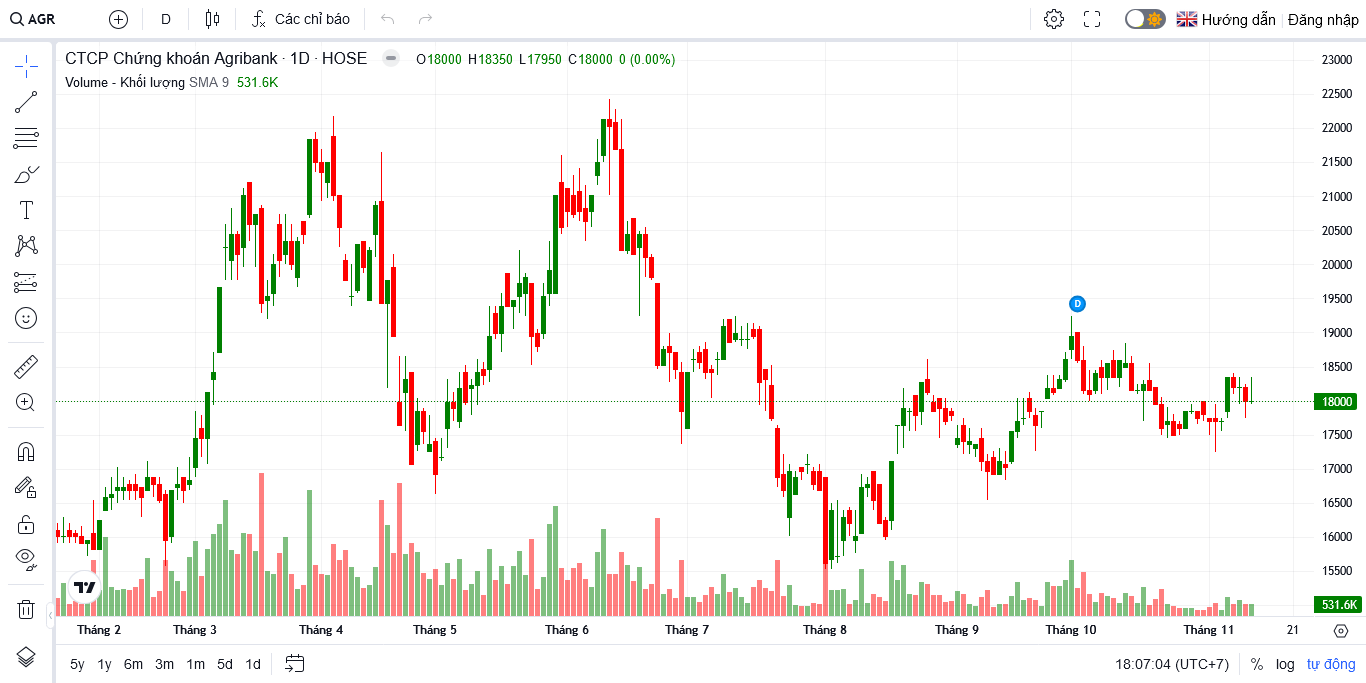 AGR D Các chỉ báo Hướng dẫn Đăng nhập
CTCP Chứng khoán Agribank · 1D · HOSE O18000 H18350 L17950 C18000 0 (0.00%)
Volume - Khối lượng SMA 9 531.6K
23000
22500
22000
21500
21000
20500
20000
19500
D
19000
18500
18000
17500
17000
16500
16000
15500
531.6K
Tháng 2 Tháng 3 Tháng 4 Tháng 5 Tháng 6 Tháng 7 Tháng 8 Tháng 9 Tháng 10 Tháng 11 21
5y 1y 6m 3m 1m 5d 1d 18:07:04 (UTC+7) % log tự động